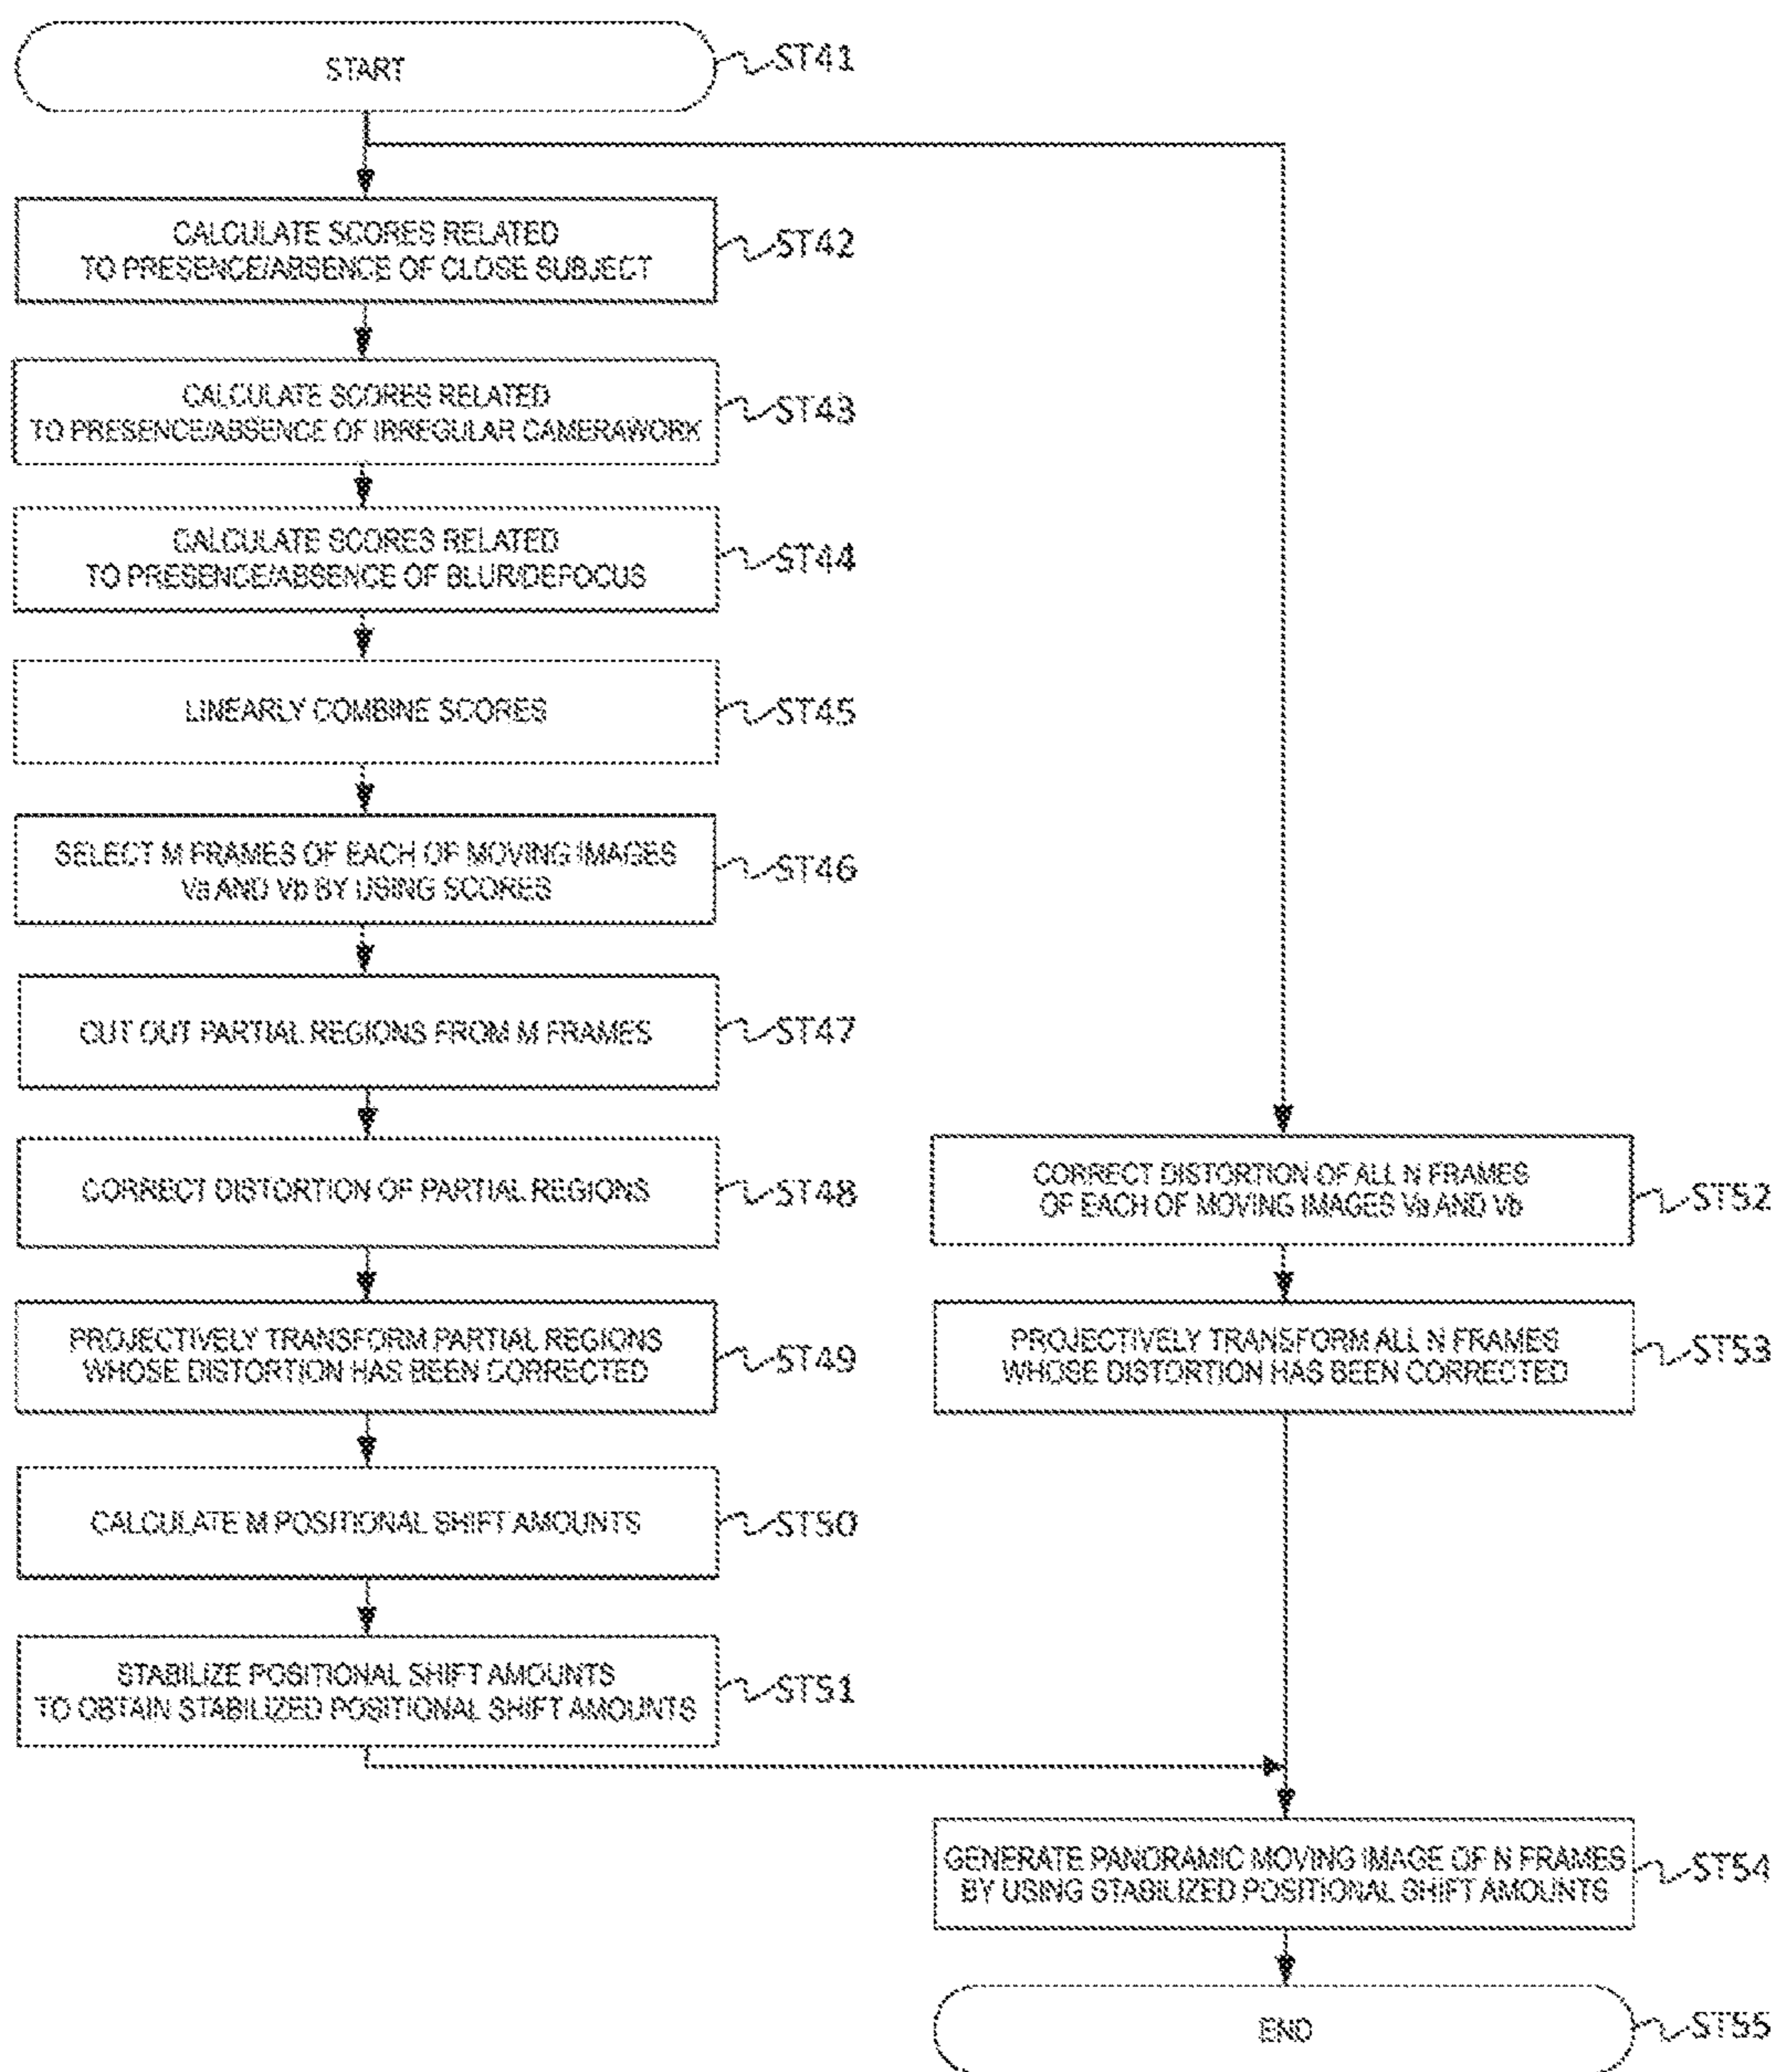 START
ST41
CALCULATE SCORES RELATED
TO PRESENCE/ABSENCE OF CLOSE SUBJECT
ST42
CALCULATE SCORES RELATED
TO PRESENCE/ABSENCE OF IRREGULAR CAMERAWORK
ST43
CALCULATE SCORES RELATED
TO PRESENCE/ABSENCE OF BLUR/DEFOCUS
ST44
LINEARLY COMBINE SCORES
ST45
SELECT M FRAMES OF EACH OF MOVING IMAGES
Va AND Vb BY USING SCORES
ST46
CUT OUT PARTIAL REGIONS FROM M FRAMES
ST47
CORRECT DISTORTION OF PARTIAL REGIONS
ST48
PROJECTIVELY TRANSFORM PARTIAL REGIONS
WHOSE DISTORTION HAS BEEN CORRECTED
ST49
CALCULATE M POSITIONAL SHIFT AMOUNTS
ST50
STABILIZE POSITIONAL SHIFT AMOUNTS
TO OBTAIN STABILIZED POSITIONAL SHIFT AMOUNTS
ST51
CORRECT DISTORTION OF ALL N FRAMES
OF EACH OF MOVING IMAGES Va AND Vb
ST52
PROJECTIVELY TRANSFORM ALL N FRAMES
WHOSE DISTORTION HAS BEEN CORRECTED
ST53
GENERATE PANORAMIC MOVING IMAGE OF N FRAMES
BY USING STABILIZED POSITIONAL SHIFT AMOUNTS
ST54
END
ST55